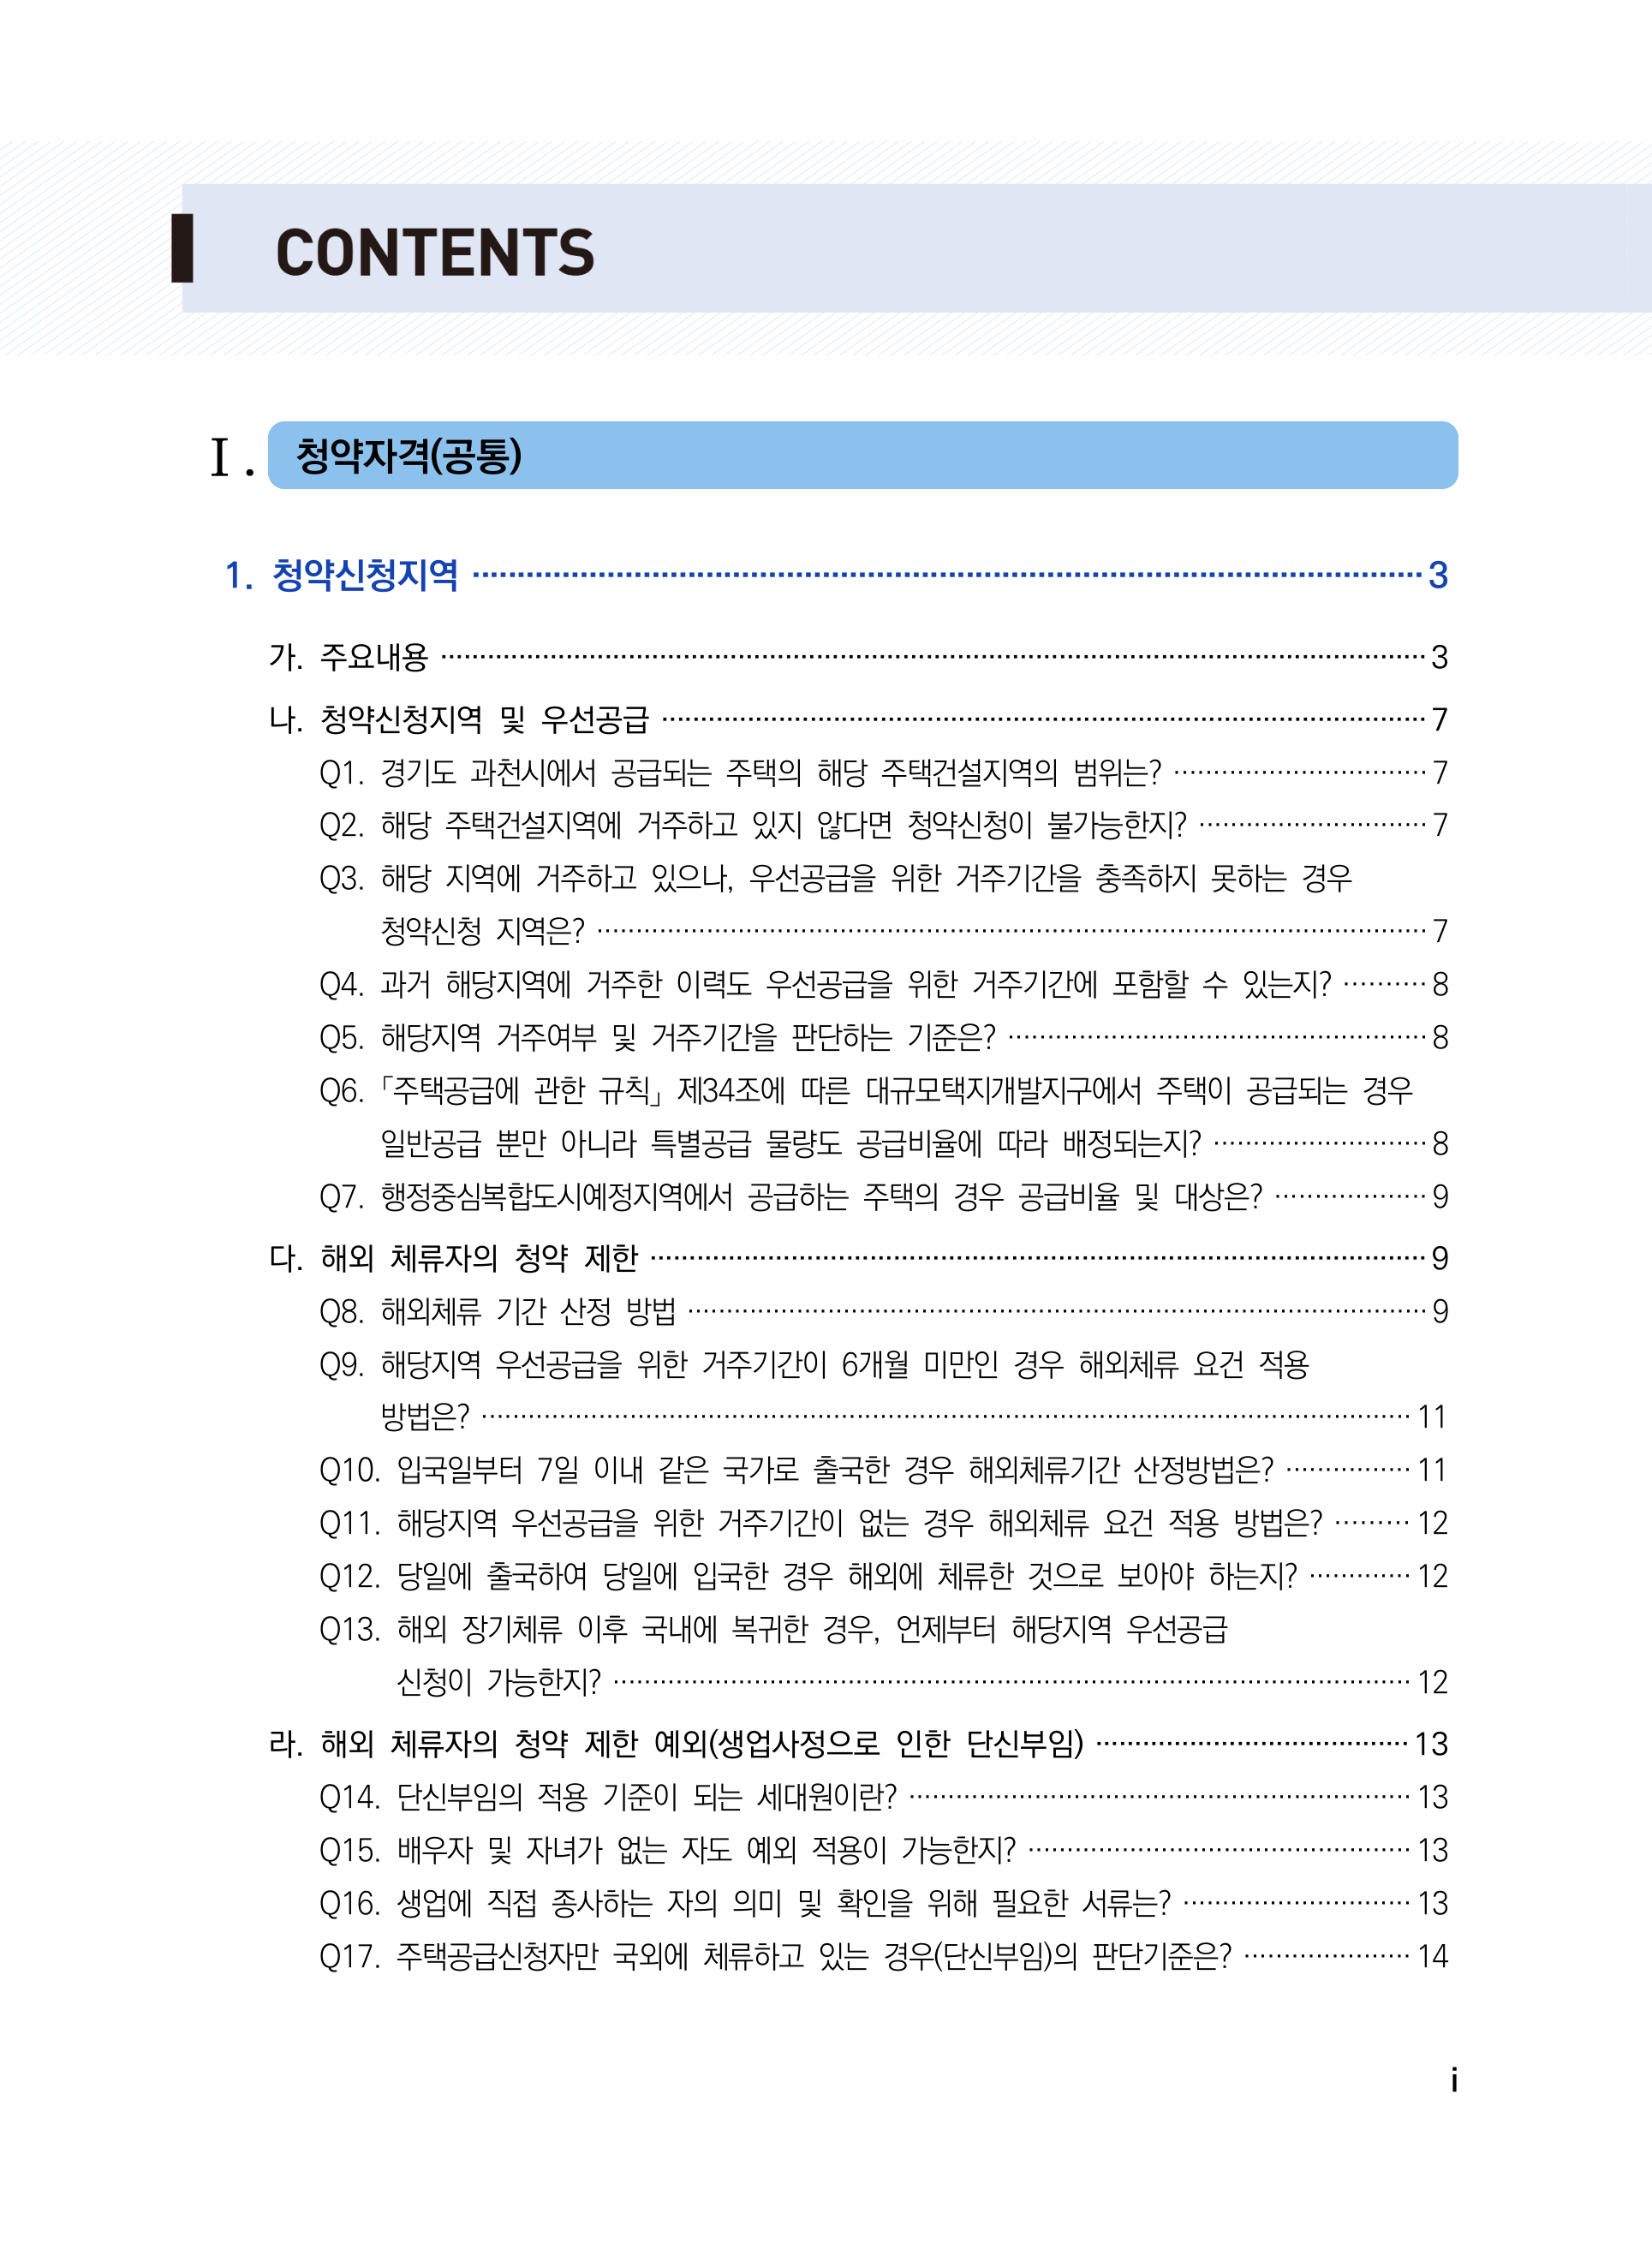 CONTENTS
Ⅰ. 청약자격(공통)
1. 청약신청지역 ······ 3
가. 주요내용 ······ 3
나. 청약신청지역 및 우선공급 ······ 7
Q1. 경기도 과천시에서 공급되는 주택의 해당 주택건설지역의 범위는? ······ 7
Q2. 해당 주택건설지역에 거주하고 있지 않다면 청약신청이 불가능한지? ······ 7
Q3. 해당 지역에 거주하고 있으나, 우선공급을 위한 거주기간을 충족하지 못하는 경우
청약신청 지역은? ······ 7
Q4. 과거 해당지역에 거주한 이력도 우선공급을 위한 거주기간에 포함할 수 있는지? ······ 8
Q5. 해당지역 거주여부 및 거주기간을 판단하는 기준은? ······ 8
Q6. 「주택공급에 관한 규칙」 제34조에 따른 대규모택지개발지구에서 주택이 공급되는 경우
일반공급 뿐만 아니라 특별공급 물량도 공급비율에 따라 배정되는지? ······ 8
Q7. 행정중심복합도시예정지역에서 공급하는 주택의 경우 공급비율 및 대상은? ······ 9
다. 해외 체류자의 청약 제한 ······ 9
Q8. 해외체류 기간 산정 방법 ······ 9
Q9. 해당지역 우선공급을 위한 거주기간이 6개월 미만인 경우 해외체류 요건 적용
방법은? ······ 11
Q10. 입국일부터 7일 이내 같은 국가로 출국한 경우 해외체류기간 산정방법은? ······ 11
Q11. 해당지역 우선공급을 위한 거주기간이 없는 경우 해외체류 요건 적용 방법은? ······ 12
Q12. 당일에 출국하여 당일에 입국한 경우 해외에 체류한 것으로 보아야 하는지? ······ 12
Q13. 해외 장기체류 이후 국내에 복귀한 경우, 언제부터 해당지역 우선공급
신청이 가능한지? ······ 12
라. 해외 체류자의 청약 제한 예외(생업사정으로 인한 단신부임) ······ 13
Q14. 단신부임의 적용 기준이 되는 세대원이란? ······ 13
Q15. 배우자 및 자녀가 없는 자도 예외 적용이 가능한지? ······ 13
Q16. 생업에 직접 종사하는 자의 의미 및 확인을 위해 필요한 서류는? ······ 13
Q17. 주택공급신청자만 국외에 체류하고 있는 경우(단신부임)의 판단기준은? ······ 14
i